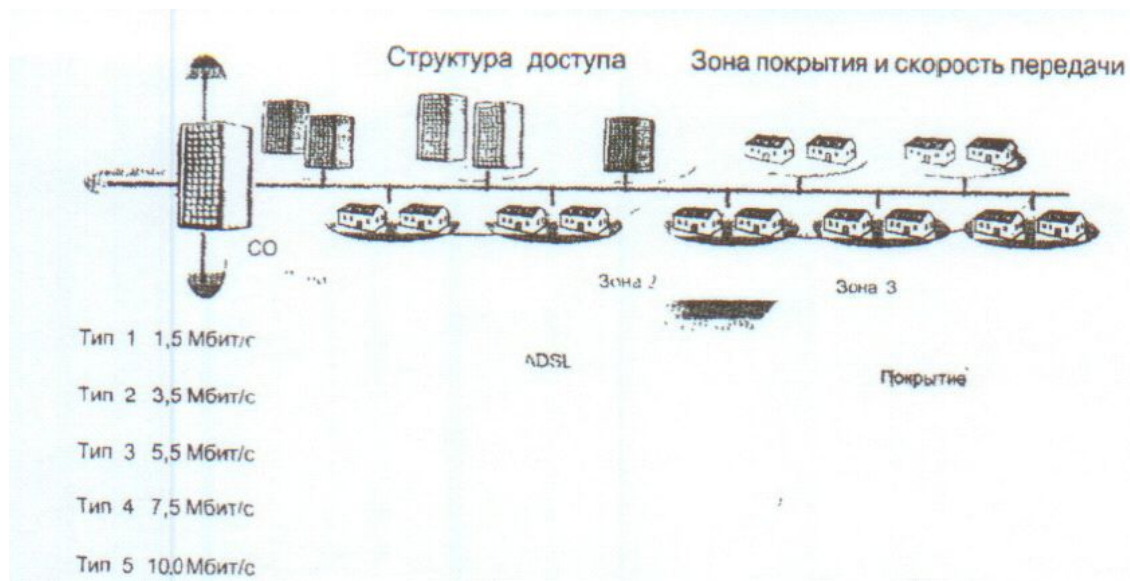 Структура доступа
Зона покрытия и скорость передачи
СО
Зона 2
Зона 3
Тип 1 1,5 Мбит/с
ADSL
Покрытие
Тип 2 3,5 Мбит/с
Тип 3 5,5 Мбит/с
Тип 4 7,5 Мбит/с
Тип 5 10,0 Мбит/с